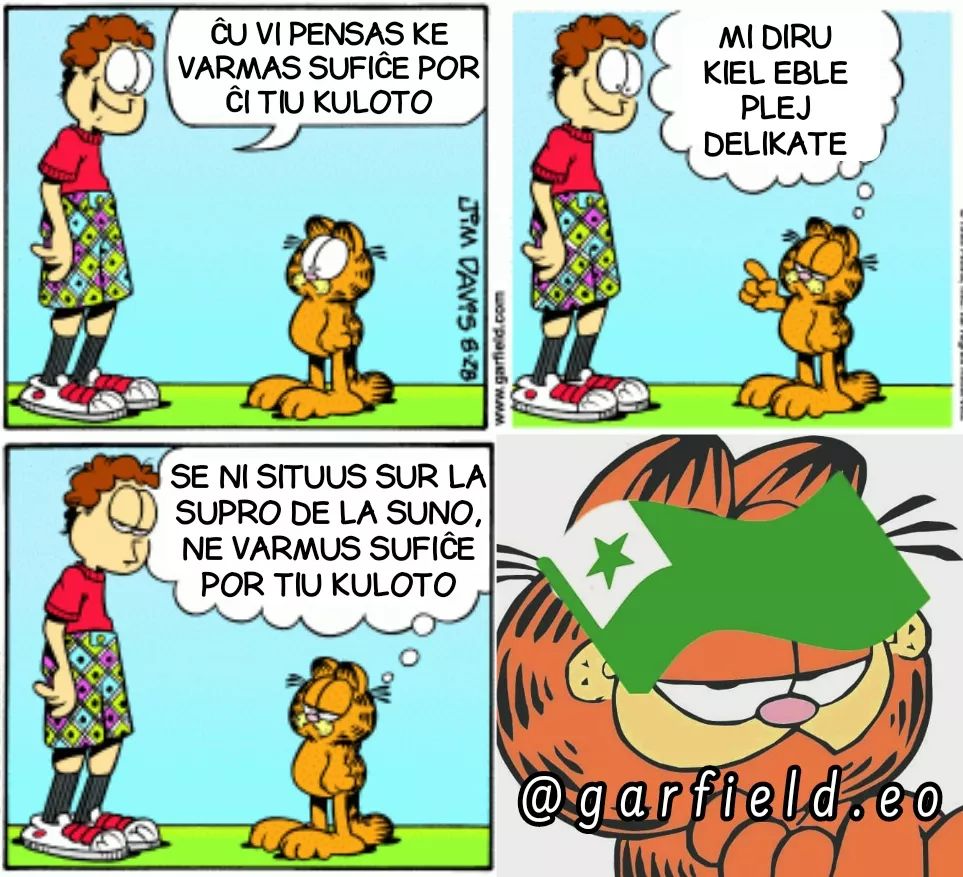 ĈU VI PENSAS KE
VARMAS SUFIĈE POR
ĈI TIU KULOTO
JIM DAVIS 8-28
MI DIRU
KIEL EBLE
PLEJ
DELIKATE
www.garfield.com
SE NI SITUUS SUR LA
SUPRO DE LA SUNO,
NE VARMUS SUFIĈE
POR TIU KULOTO
@garfield.eo